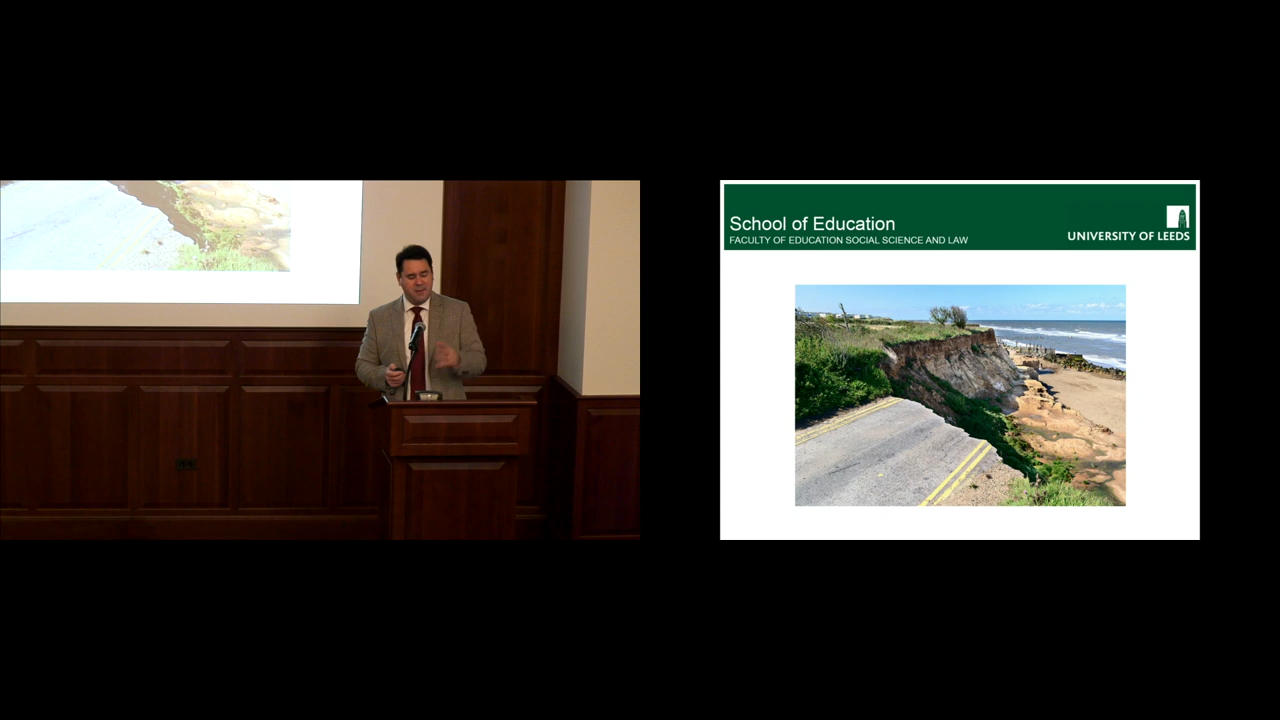 School of Education
FACULTY OF EDUCATION SOCIAL SCIENCE AND LAW
UNIVERSITY OF LEEDS